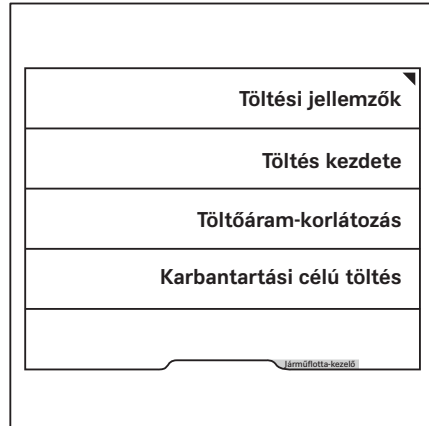 Töltési jellemzők
Töltés kezdete
Töltőáram-korlátozás
Karbantartási célú töltés
Járműflotta-kezelő